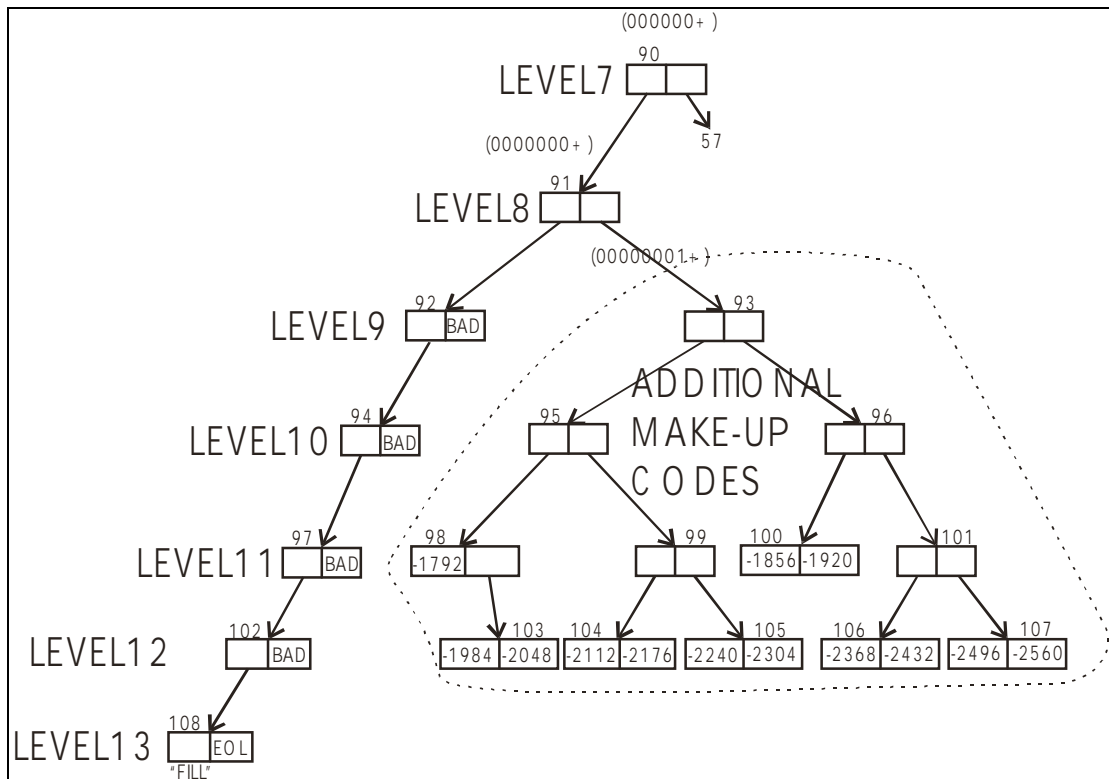 (000000+)
90
LEVEL7
57
(0000000+)
91
LEVEL8
(00000001+)
92
93
LEVEL9
BAD
ADDITIONAL
94
95
96
MAKE-UP
LEVEL10
BAD
CODES
97
98
99
100
101
LEVEL11
BAD
-1792
-1856
-1920
102
103
104
105
106
107
LEVEL12
BAD
-1984
-2048
-2112
-2176
-2240
-2304
-2368
-2432
-2496
-2560
108
LEVEL13
EOL
"FILL"